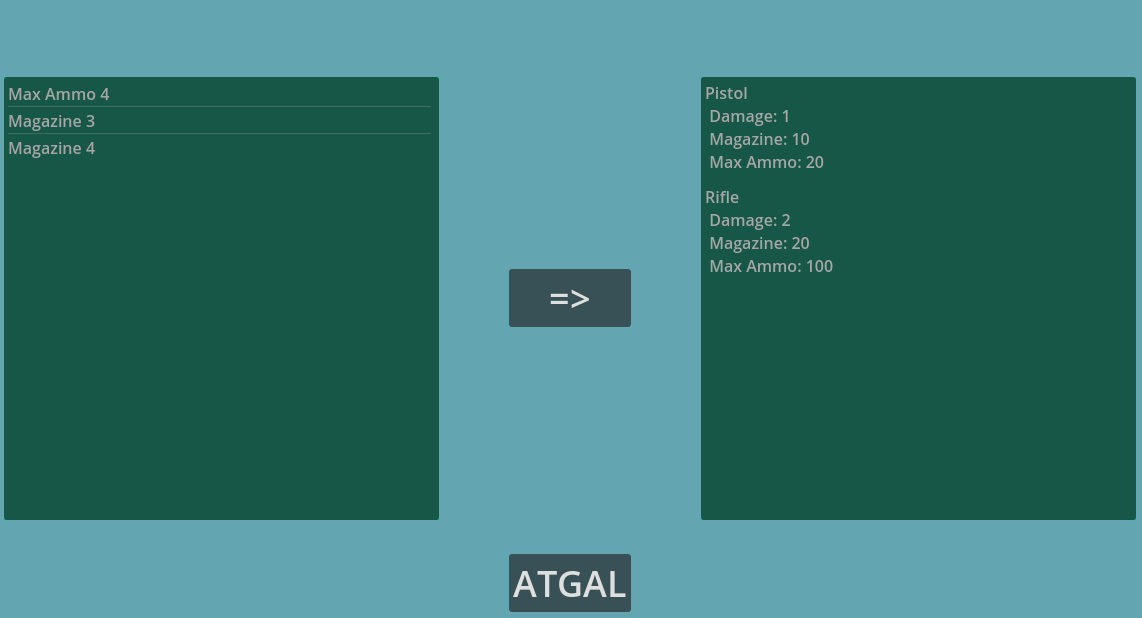 Max Ammo 4
Magazine 3
Magazine 4
=>
Pistol
Damage: 1
Magazine: 10
Max Ammo: 20
Rifle
Damage: 2
Magazine: 20
Max Ammo: 100
ATGAL